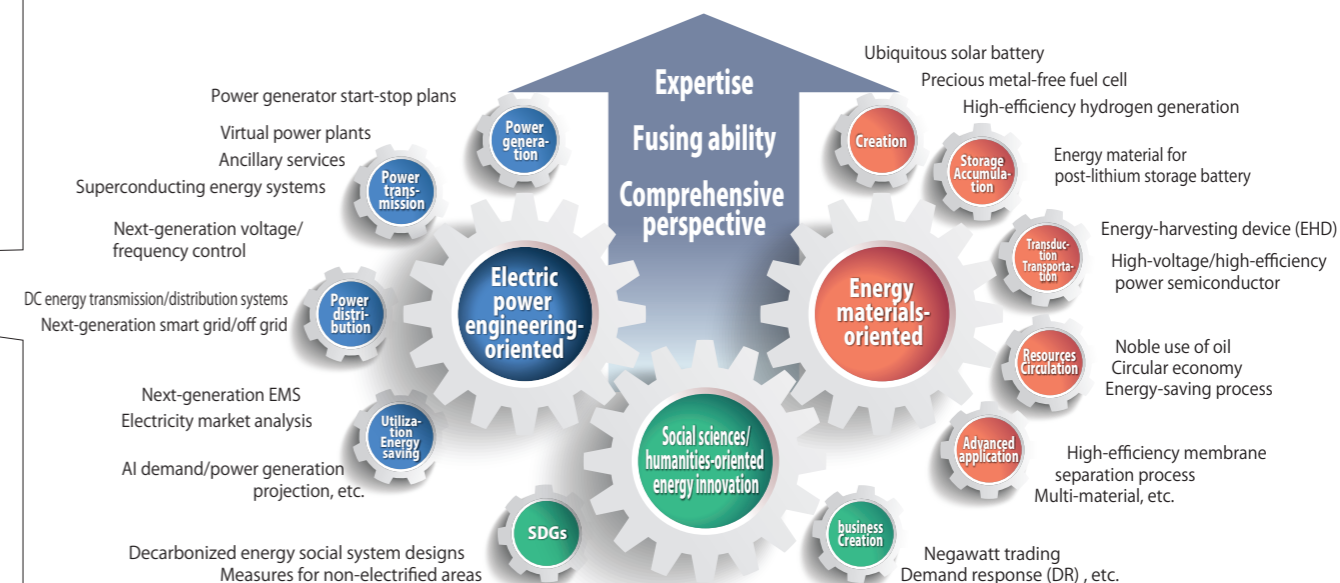 Expertise
Fusing ability
Comprehensive
perspective
Power generator start-stop plans
Virtual power plants
Ancillary services
Superconducting energy systems
Next-generation voltage/
frequency control
DC energy transmission/distribution systems
Next-generation smart grid/off grid
Next-generation EMS
Electricity market analysis
AI demand/power generation
projection, etc.
Decarbonized energy social system designs
Measures for non-electrified areas
Power
genera-
tion
Power
trans-
mission
Power
distri-
bution
Utiliza-
tion
Energy
saving
SDGs
Electric
power
engineering-
oriented
Social sciences/
humanities-oriented
energy innovation
Energy
materials-
oriented
Creation
Storage
Accumula-
tion
Transduc-
tion
Transporta-
tion
Resources
Circulation
Advanced
application
business
Creation
Ubiquitous solar battery
Precious metal-free fuel cell
High-efficiency hydrogen generation
Energy material for
post-lithium storage battery
Energy-harvesting device (EHD)
High-voltage/high-efficiency
power semiconductor
Noble use of oil
Circular economy
Energy-saving process
High-efficiency membrane
separation process
Multi-material, etc.
Negawatt trading
Demand response (DR) , etc.